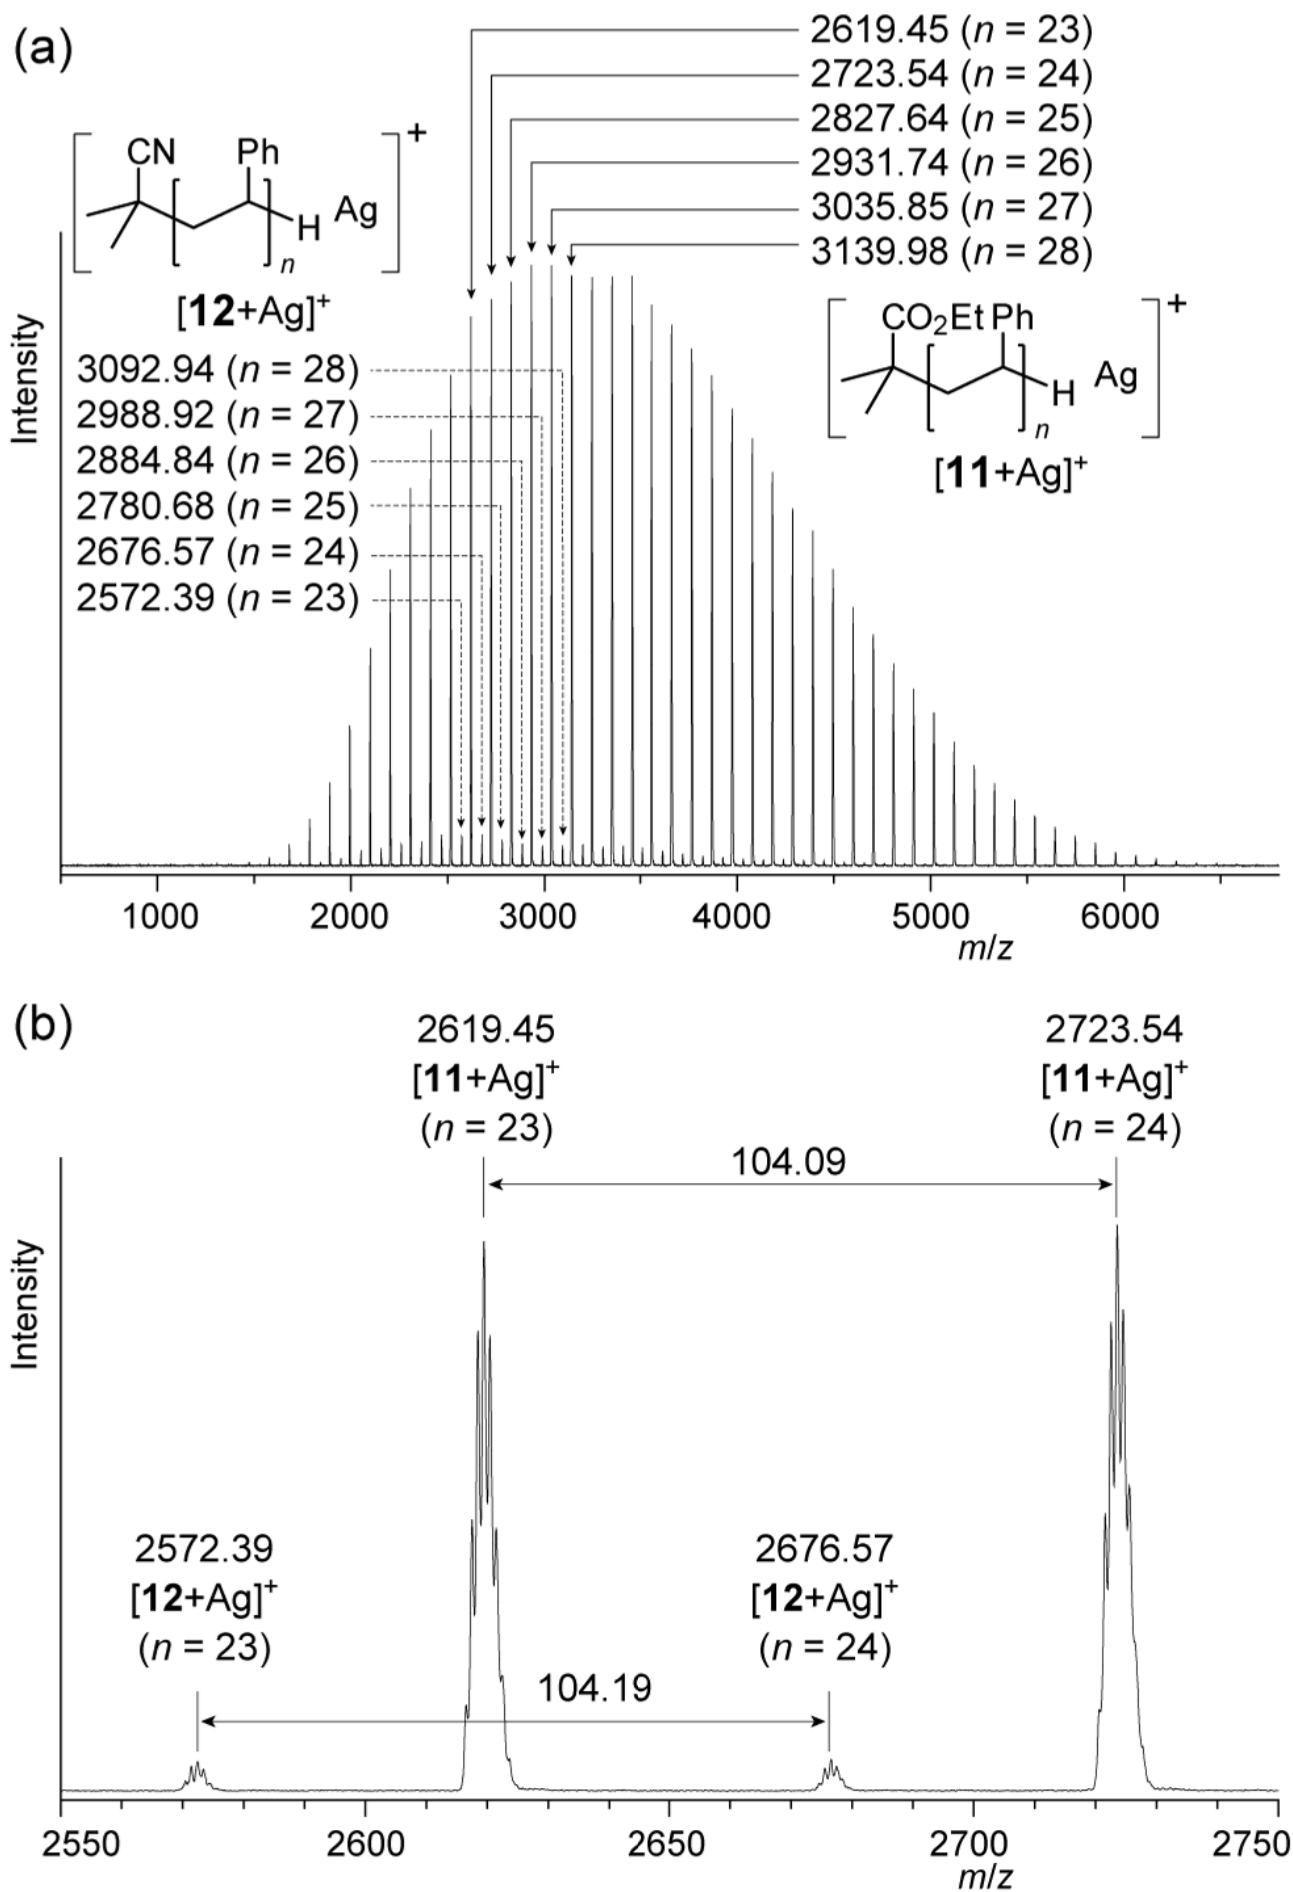 (a)
2619.45 (n = 23)
2723.54 (n = 24)
2827.64 (n = 25)
2931.74 (n = 26)
3035.85 (n = 27)
3139.98 (n = 28)
CN Ph
n
H Ag
+
[12+Ag]+
CO2Et Ph
n
H Ag
+
[11+Ag]+
3092.94 (n = 28)
2988.92 (n = 27)
2884.84 (n = 26)
2780.68 (n = 25)
2676.57 (n = 24)
2572.39 (n = 23)
Intensity
1000 2000 3000 4000 5000 6000
m/z
(b)
2619.45
[11+Ag]+
(n = 23)
2723.54
[11+Ag]+
(n = 24)
104.09
Intensity
2572.39
[12+Ag]+
(n = 23)
2676.57
[12+Ag]+
(n = 24)
104.19
2550 2600 2650 2700 2750
m/z